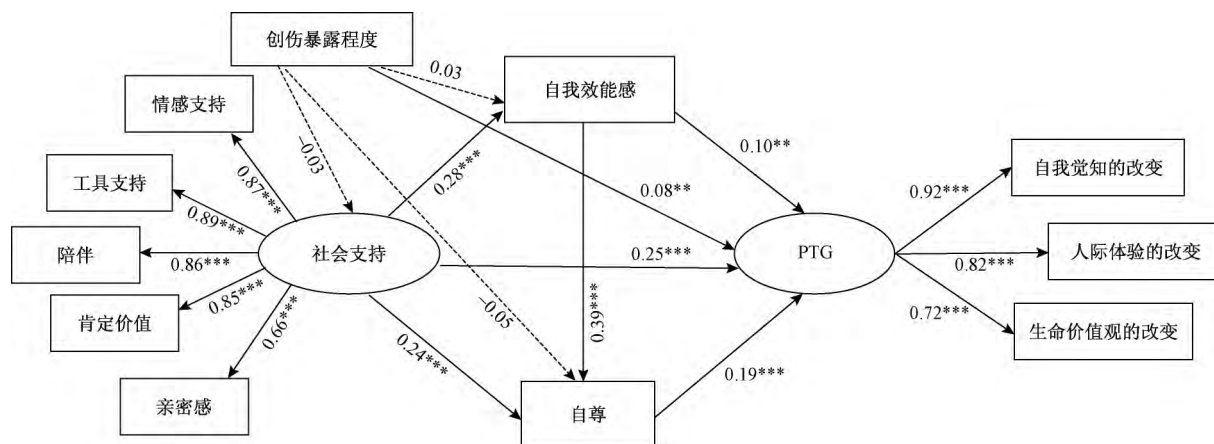 创伤暴露程度
0.03
自我效能感
情感支持
-0.03
0.28***
0.10**
0.87***
工具支持
0.89***
0.08**
0.92***
自我觉知的改变
陪伴
0.86***
社会支持
0.25***
PTG
0.82***
人际体验的改变
肯定价值
0.85***
-0.05
0.39***
0.72***
生命价值观的改变
0.66***
0.24***
0.19***
亲密感
自尊